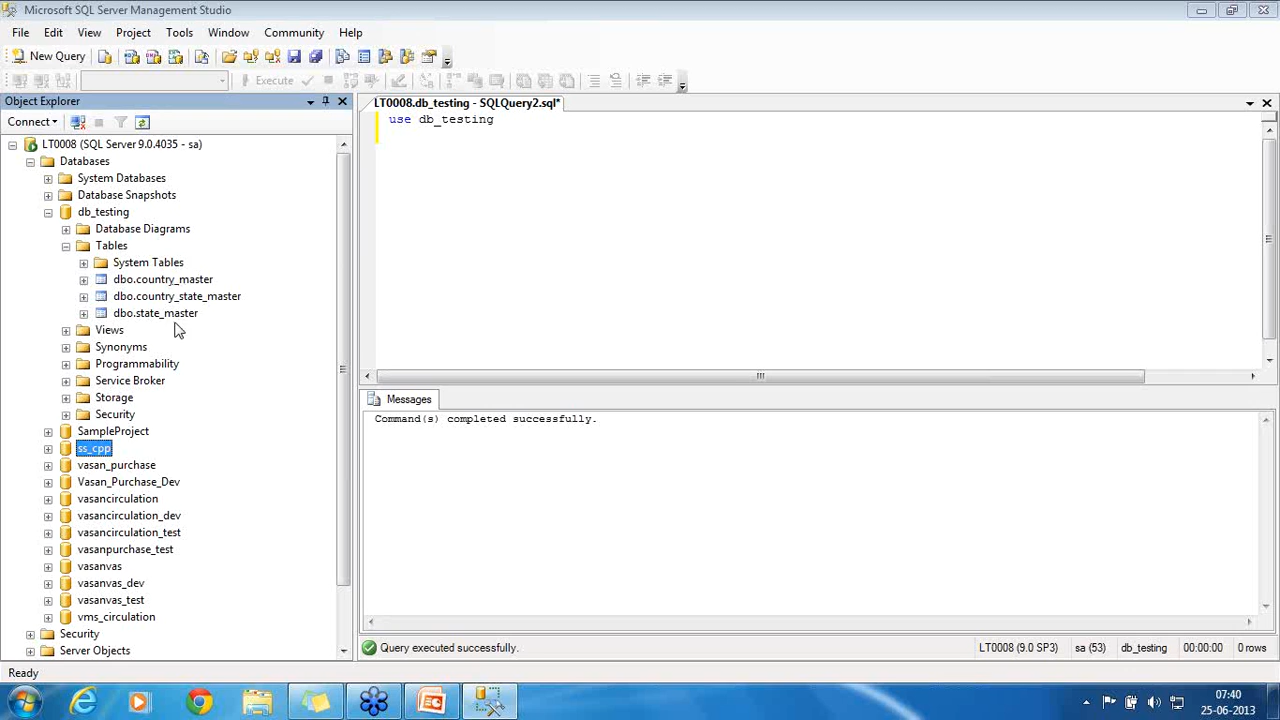 Microsoft SQL Server Management Studio
File Edit View Project Tools Window Community Help
New Query
Execute
Object Explorer
Connect
LT0008 (SQL Server 9.0.4035 - sa)
Databases
System Databases
Database Snapshots
db_testing
Database Diagrams
Tables
System Tables
dbo.country_master
dbo.country_state_master
dbo.state_master
Views
Synonyms
Programmability
Service Broker
Storage
Security
SampleProject
ss_cpp
vasan_purchase
Vasan_Purchase_Dev
vasancirculation
vasancirculation_dev
vasancirculation_test
vasanpurchase_test
vasanvas
vasanvas_dev
vasanvas_test
vms_circulation
Security
Server Objects
LT0008.db_testing - SQLQuery2.sql*
use db_testing
Messages
Command(s) completed successfully.
Query executed successfully. LT0008 (9.0 SP3) sa (53) db_testing 00:00:00 0 rows
Ready
07:40
25-06-2013